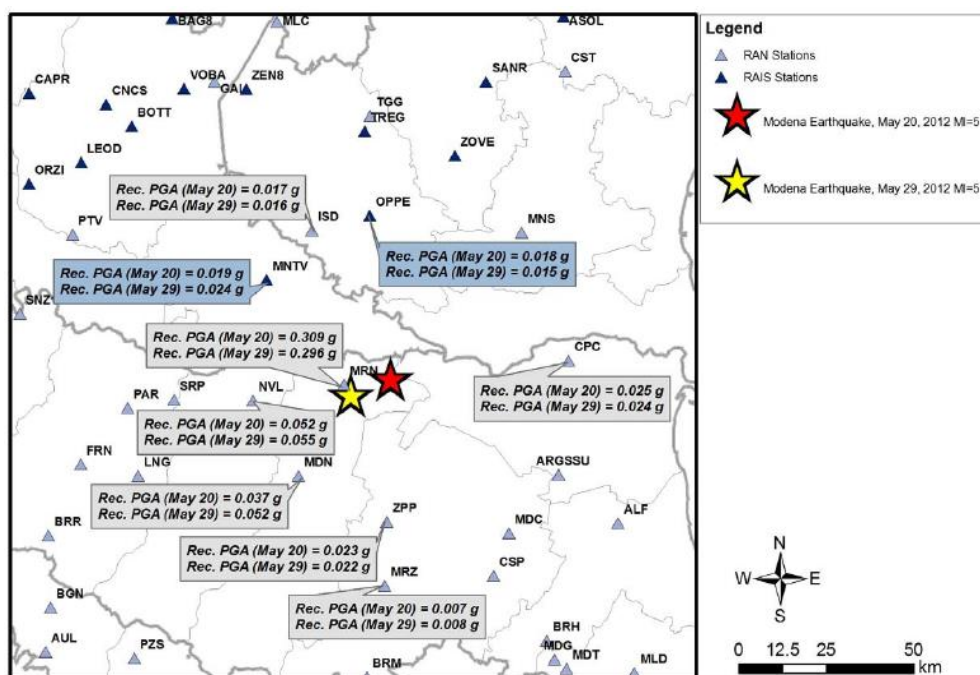 BAG8
MLC
ASOL
CAPR
CNCS
VOBA
GAI
ZEN8
SANR
CST
BOTT
TGG
TREG
LEOD
ZOVE
ORZI
Rec. PGA (May 20) = 0.017 g
Rec. PGA (May 29) = 0.016 g
PTV
ISD
OPPE
MNS
Rec. PGA (May 20) = 0.019 g
Rec. PGA (May 29) = 0.024 g
MNTV
Rec. PGA (May 20) = 0.018 g
Rec. PGA (May 29) = 0.015 g
Rec. PGA (May 20) = 0.309 g
Rec. PGA (May 29) = 0.296 g
MRN
CPC
Rec. PGA (May 20) = 0.025 g
Rec. PGA (May 29) = 0.024 g
PAR
SRP
NVL
Rec. PGA (May 20) = 0.052 g
Rec. PGA (May 29) = 0.055 g
FRN
LNG
MDN
ARGSSU
Rec. PGA (May 20) = 0.037 g
Rec. PGA (May 29) = 0.052 g
BRR
ZPP
MDC
ALF
Rec. PGA (May 20) = 0.023 g
Rec. PGA (May 29) = 0.022 g
CSP
MRZ
BGN
Rec. PGA (May 20) = 0.007 g
Rec. PGA (May 29) = 0.008 g
AUL
PZS
BRM
BRH
MDG
MDT
MLD
Legend
RAN Stations
RAIS Stations
Modena Earthquake, May 20, 2012 Ml=5
Modena Earthquake, May 29, 2012 Ml=5
N
W
E
S
0 12.5 25 50
km